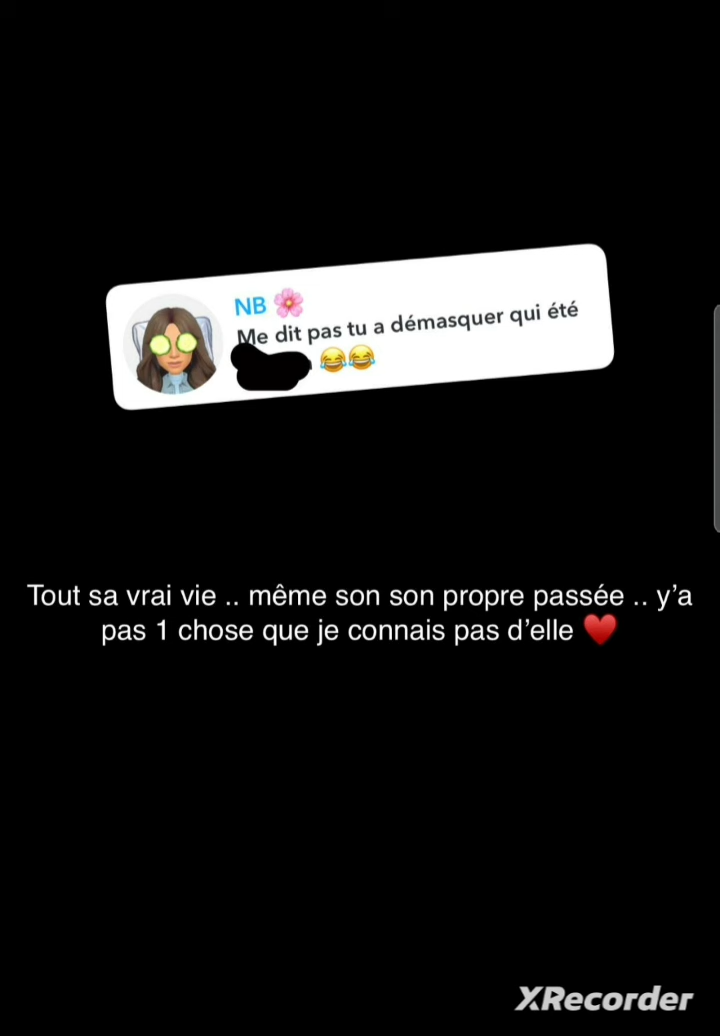 NB 🌸
Me dit pas tu a démasquer qui été
😂😂
Tout sa vrai vie .. même son son propre passée .. y’a
pas 1 chose que je connais pas d’elle ♥️
XRecorder